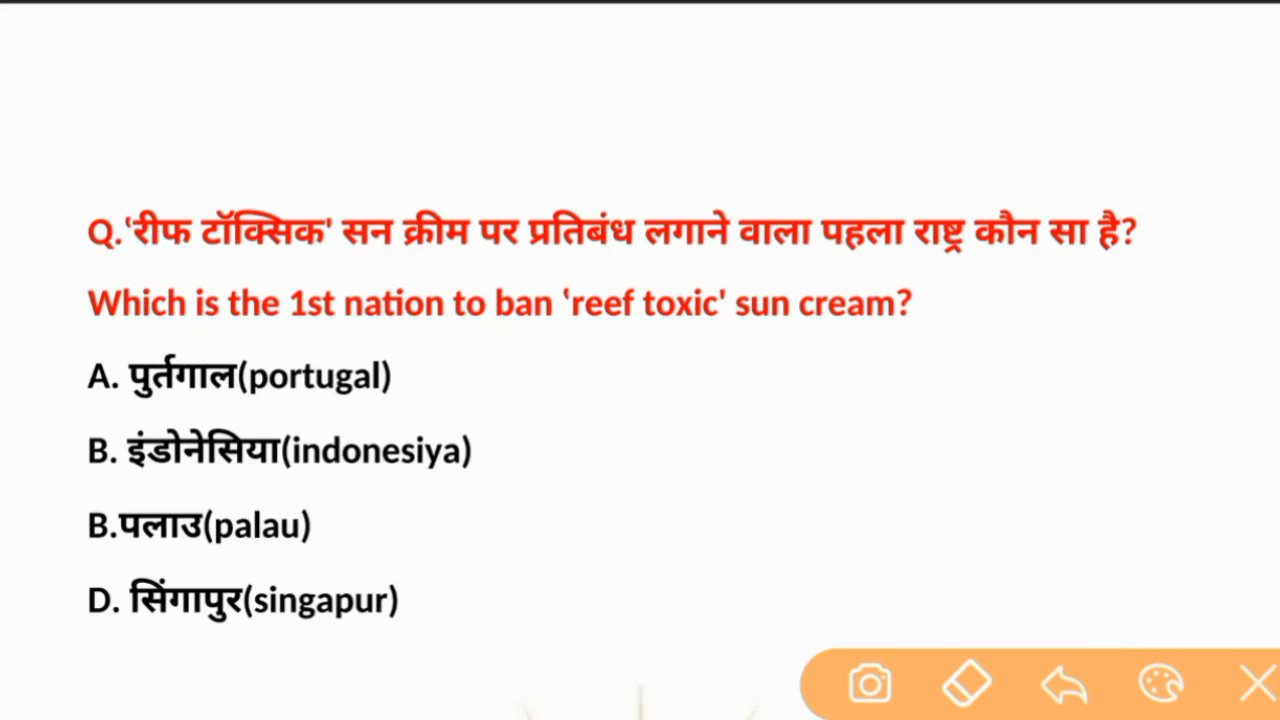 Q.'रीफ टॉक्सिक' सन क्रीम पर प्रतिबंध लगाने वाला पहला राष्ट्र कौन सा है?
Which is the 1st nation to ban 'reef toxic' sun cream?
A. पुर्तगाल(portugal)
B. इंडोनेसिया(indonesiya)
B.पलाउ(palau)
D. सिंगापुर(singapur)